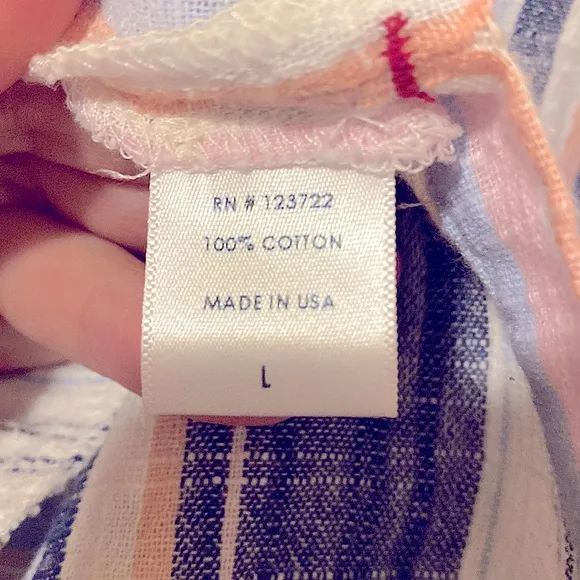 RN # 123722
100% COTTON
MADE IN USA
L